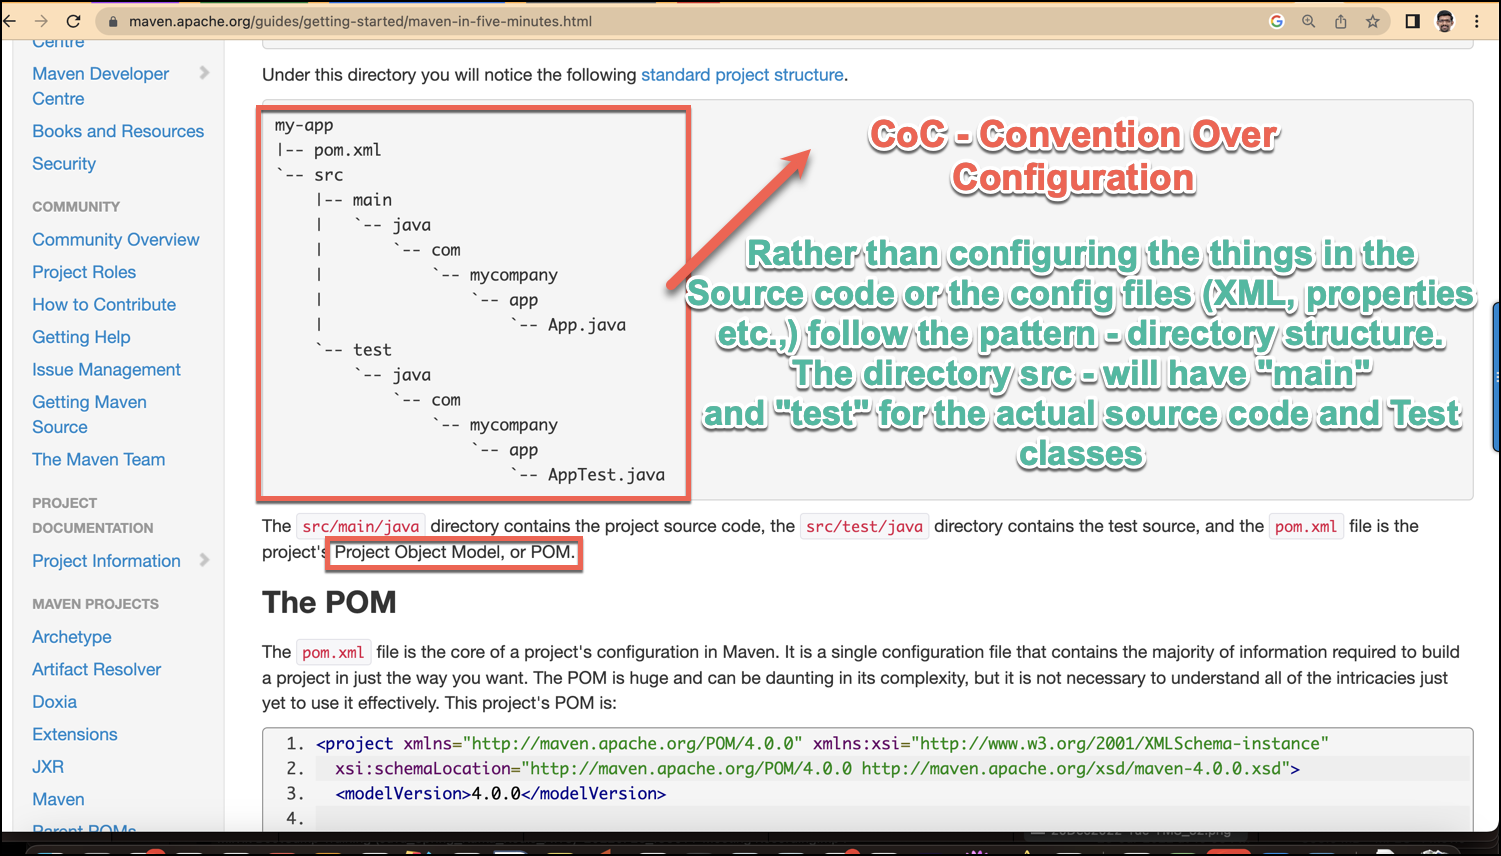 maven.apache.org/guides/getting-started/maven-in-five-minutes.html
Centre
Maven Developer
Centre
Books and Resources
Security
COMMUNITY
Community Overview
Project Roles
How to Contribute
Getting Help
Issue Management
Getting Maven
Source
The Maven Team
PROJECT
DOCUMENTATION
Project Information
MAVEN PROJECTS
Archetype
Artifact Resolver
Doxia
Extensions
JXR
Maven
Parent POMs
Under this directory you will notice the following standard project structure.
my-app
|-- pom.xml
`-- src
    |-- main
    |   `-- java
    |       `-- com
    |           `-- mycompany
    |               `-- app
    |                   `-- App.java
    `-- test
        `-- java
            `-- com
                `-- mycompany
                    `-- app
                        `-- AppTest.java
CoC - Convention Over
Configuration
Rather than configuring the things in the
Source code or the config files (XML, properties
etc.,) follow the pattern - directory structure.
The directory src - will have "main"
and "test" for the actual source code and Test
classes
The src/main/java directory contains the project source code, the src/test/java directory contains the test source, and the pom.xml file is the
project's Project Object Model, or POM.
The POM
The pom.xml file is the core of a project's configuration in Maven. It is a single configuration file that contains the majority of information required to build
a project in just the way you want. The POM is huge and can be daunting in its complexity, but it is not necessary to understand all of the intricacies just
yet to use it effectively. This project's POM is:
1. <project xmlns="http://maven.apache.org/POM/4.0.0" xmlns:xsi="http://www.w3.org/2001/XMLSchema-instance"
2.   xsi:schemaLocation="http://maven.apache.org/POM/4.0.0 http://maven.apache.org/xsd/maven-4.0.0.xsd">
3.   <modelVersion>4.0.0</modelVersion>
4.